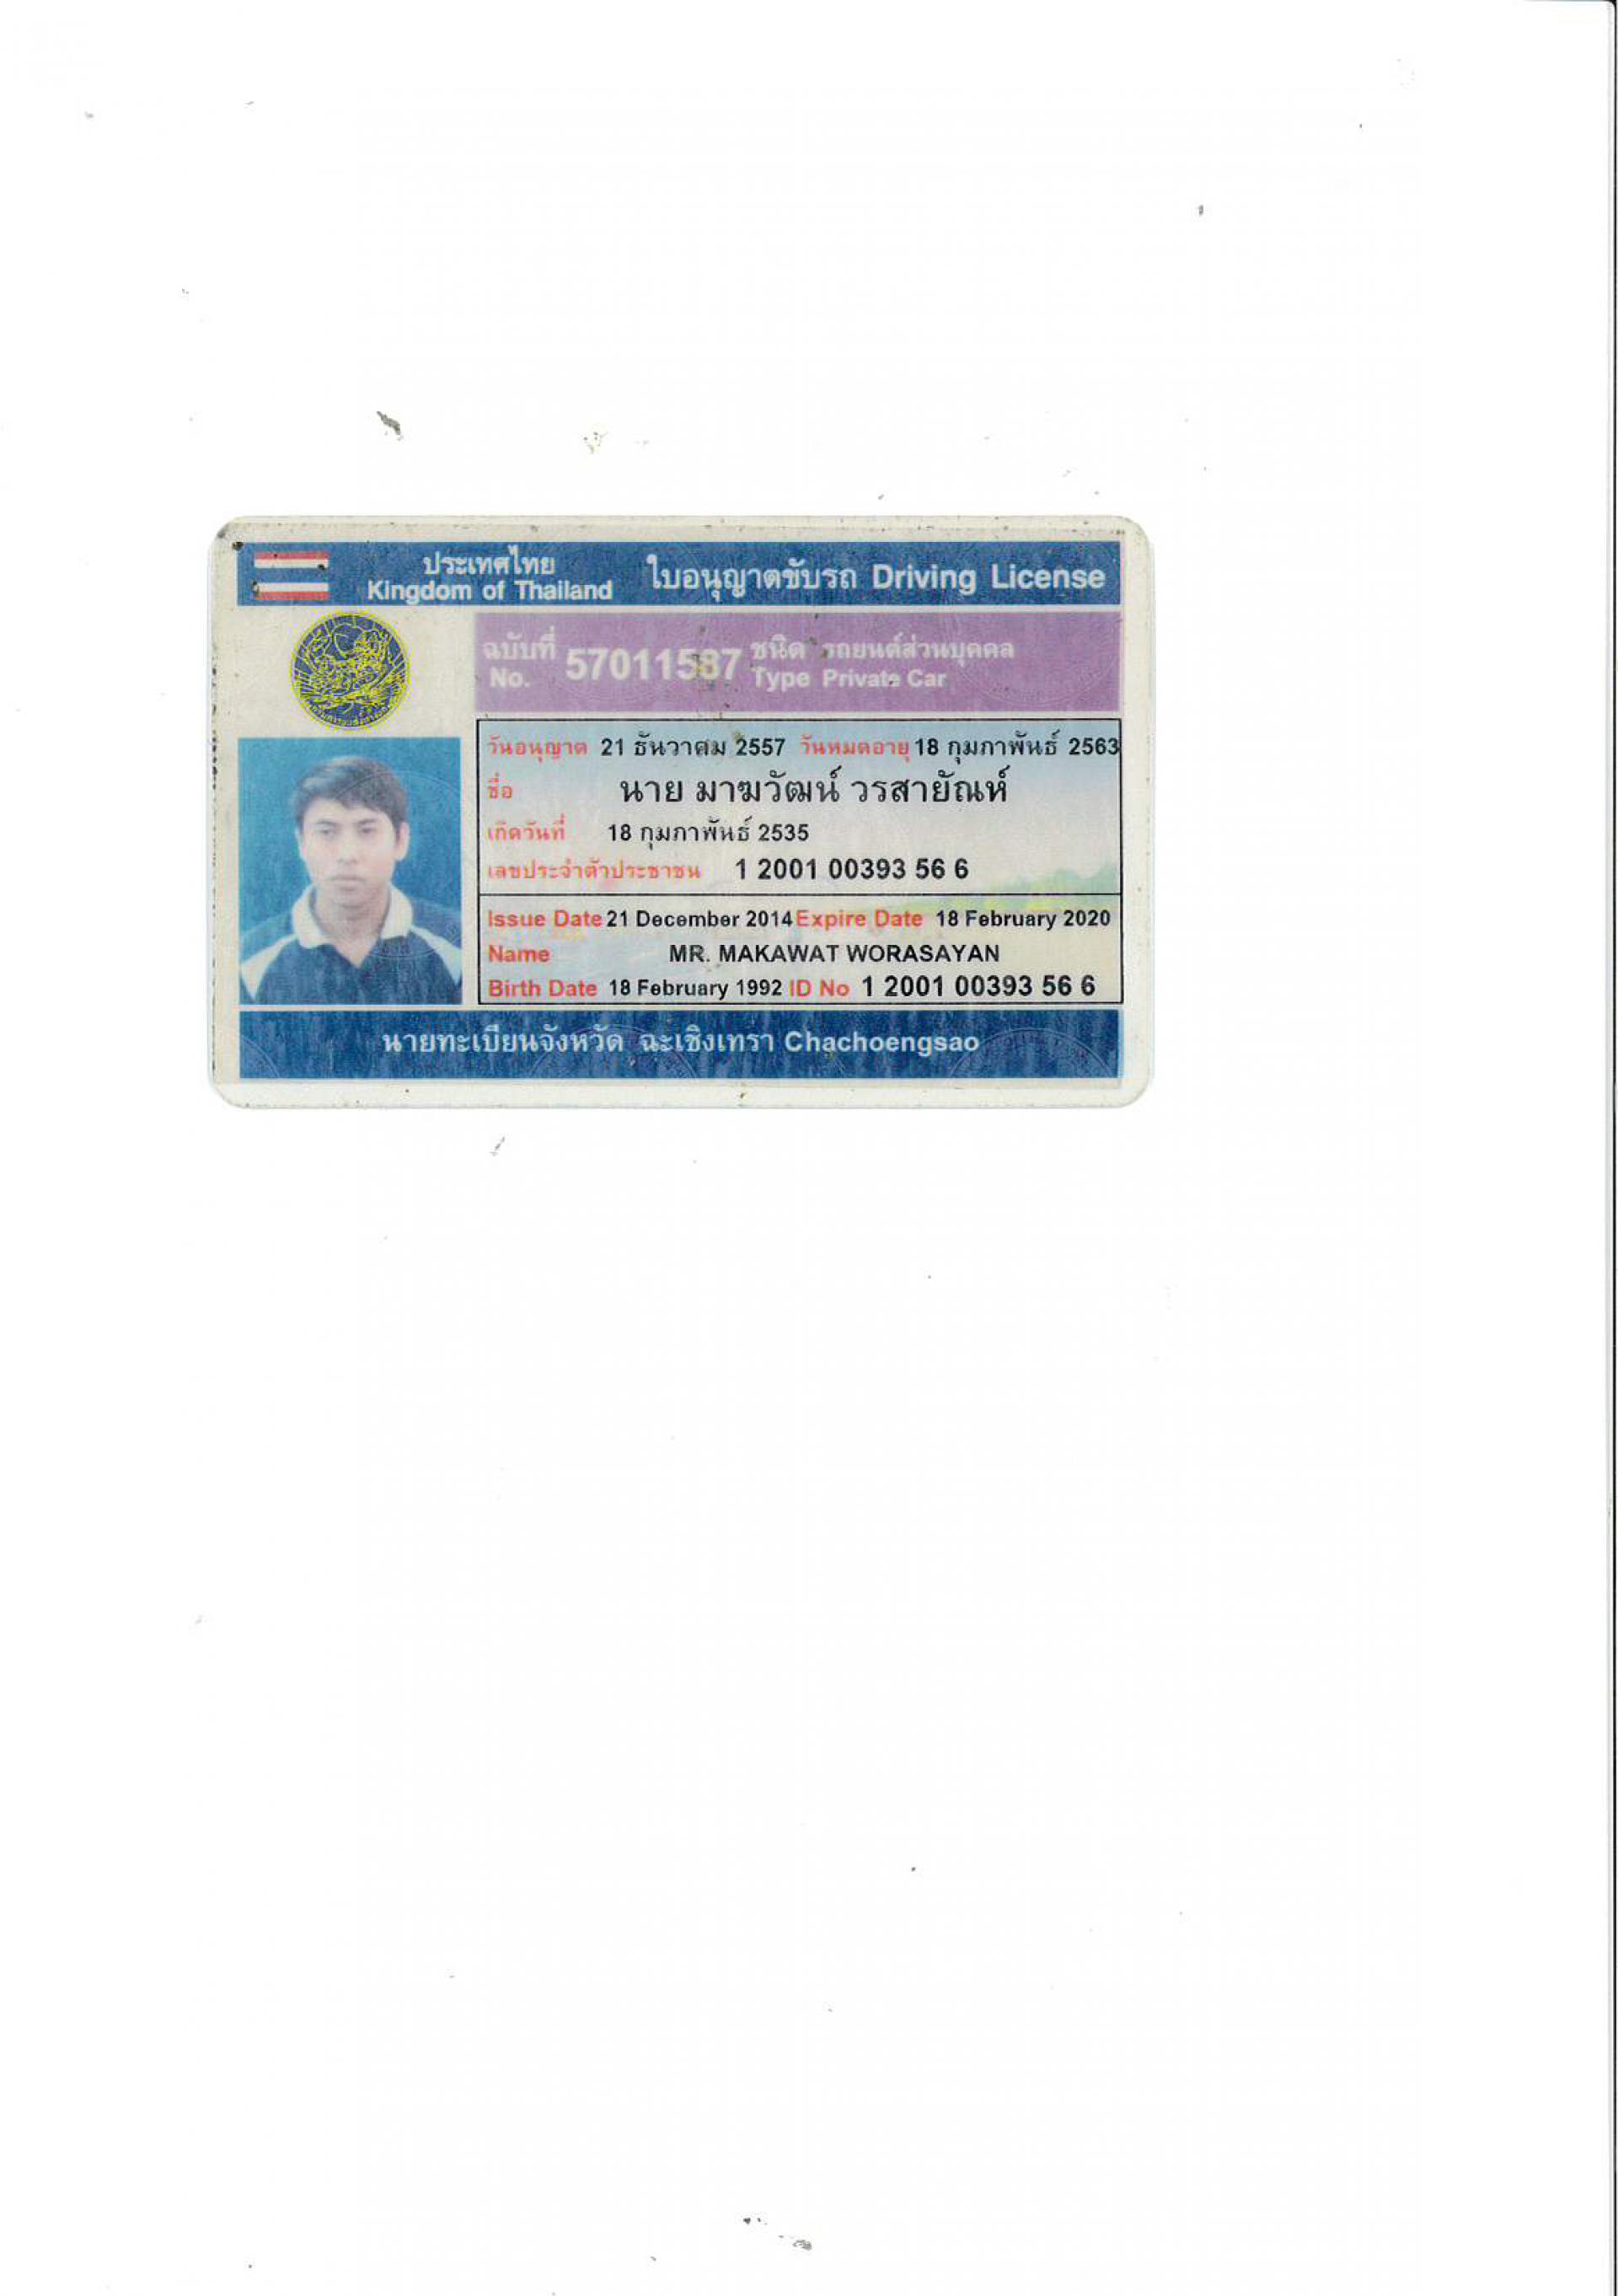 ประเทศไทย
Kingdom of Thailand
ใบอนุญาตขับรถ Driving License
ฉบับที่ 57011587 ชนิด รถยนต์ส่วนบุคคล
No. Type Private Car
วันอนุญาต 21 ธันวาคม 2557 วันหมดอายุ 18 กุมภาพันธ์ 2563
ชื่อ นาย มาฆวัฒน์ วรสายัณห์
เกิดวันที่ 18 กุมภาพันธ์ 2535
เลขประจำตัวประชาชน 1 2001 00393 56 6
Issue Date 21 December 2014 Expire Date 18 February 2020
Name MR. MAKAWAT WORASAYAN
Birth Date 18 February 1992 ID No 1 2001 00393 56 6
นายทะเบียนจังหวัด ฉะเชิงเทรา Chachoengsao